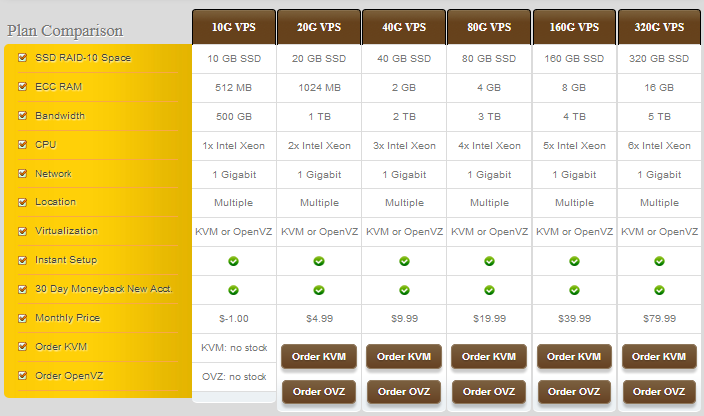 Plan Comparison 10G VPS 20G VPS 40G VPS 80G VPS 160G VPS 320G VPS
SSD RAID-10 Space 10 GB SSD 20 GB SSD 40 GB SSD 80 GB SSD 160 GB SSD 320 GB SSD
ECC RAM 512 MB 1024 MB 2 GB 4 GB 8 GB 16 GB
Bandwidth 500 GB 1 TB 2 TB 3 TB 4 TB 5 TB
CPU 1x Intel Xeon 2x Intel Xeon 3x Intel Xeon 4x Intel Xeon 5x Intel Xeon 6x Intel Xeon
Network 1 Gigabit 1 Gigabit 1 Gigabit 1 Gigabit 1 Gigabit 1 Gigabit
Location Multiple Multiple Multiple Multiple Multiple Multiple
Virtualization KVM or OpenVZ KVM or OpenVZ KVM or OpenVZ KVM or OpenVZ KVM or OpenVZ KVM or OpenVZ
Instant Setup
30 Day Moneyback New Acct.
Monthly Price $-1.00 $4.99 $9.99 $19.99 $39.99 $79.99
Order KVM KVM: no stock Order KVM Order KVM Order KVM Order KVM Order KVM
Order OpenVZ OVZ: no stock Order OVZ Order OVZ Order OVZ Order OVZ Order OVZ